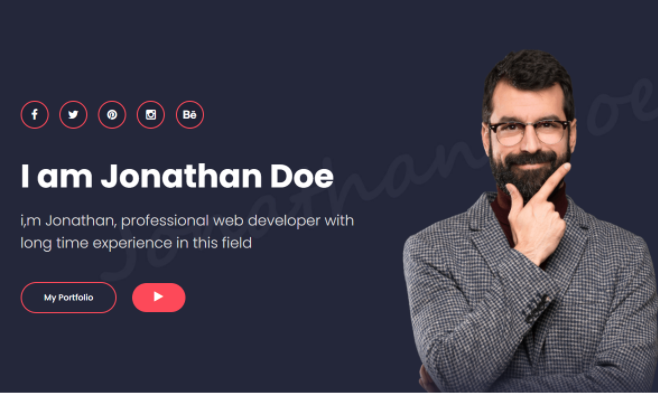 Bē
I am Jonathan Doe
i,m Jonathan, professional web developer with
long time experience in this field
My Portfolio
Jonathan Doe